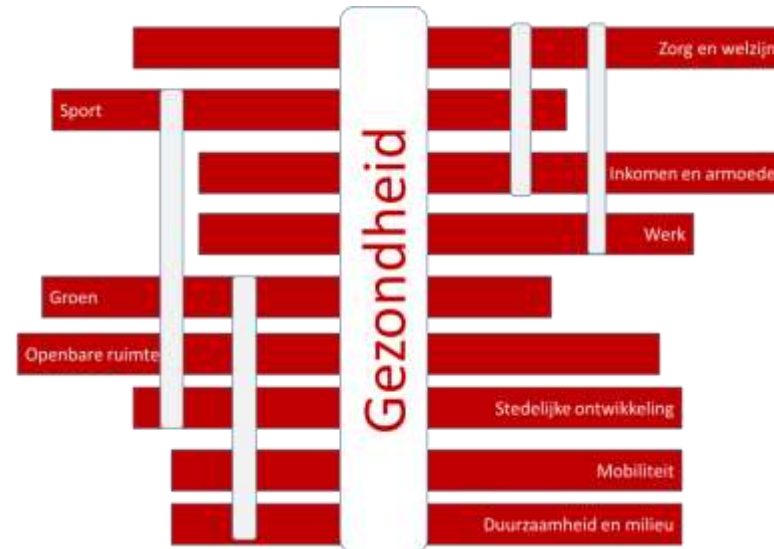 Zorg en welzijn
Sport
Inkomen en armoede
Werk
Groen
Openbare ruimte
Stedelijke ontwikkeling
Mobiliteit
Duurzaamheid en milieu
Gezondheid